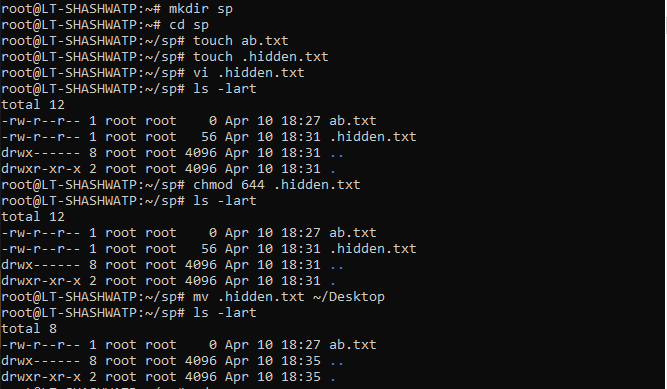 root@LT-SHASHWATP:~# mkdir sp
root@LT-SHASHWATP:~# cd sp
root@LT-SHASHWATP:~/sp# touch ab.txt
root@LT-SHASHWATP:~/sp# touch .hidden.txt
root@LT-SHASHWATP:~/sp# vi .hidden.txt
root@LT-SHASHWATP:~/sp# ls -lart
total 12
-rw-r--r-- 1 root root    0 Apr 10 18:27 ab.txt
-rw-r--r-- 1 root root   56 Apr 10 18:31 .hidden.txt
drwx------ 8 root root 4096 Apr 10 18:31 ..
drwxr-xr-x 2 root root 4096 Apr 10 18:31 .
root@LT-SHASHWATP:~/sp# chmod 644 .hidden.txt
root@LT-SHASHWATP:~/sp# ls -lart
total 12
-rw-r--r-- 1 root root    0 Apr 10 18:27 ab.txt
-rw-r--r-- 1 root root   56 Apr 10 18:31 .hidden.txt
drwx------ 8 root root 4096 Apr 10 18:31 ..
drwxr-xr-x 2 root root 4096 Apr 10 18:31 .
root@LT-SHASHWATP:~/sp# mv .hidden.txt ~/Desktop
root@LT-SHASHWATP:~/sp# ls -lart
total 8
-rw-r--r-- 1 root root    0 Apr 10 18:27 ab.txt
drwx------ 8 root root 4096 Apr 10 18:35 ..
drwxr-xr-x 2 root root 4096 Apr 10 18:35 .